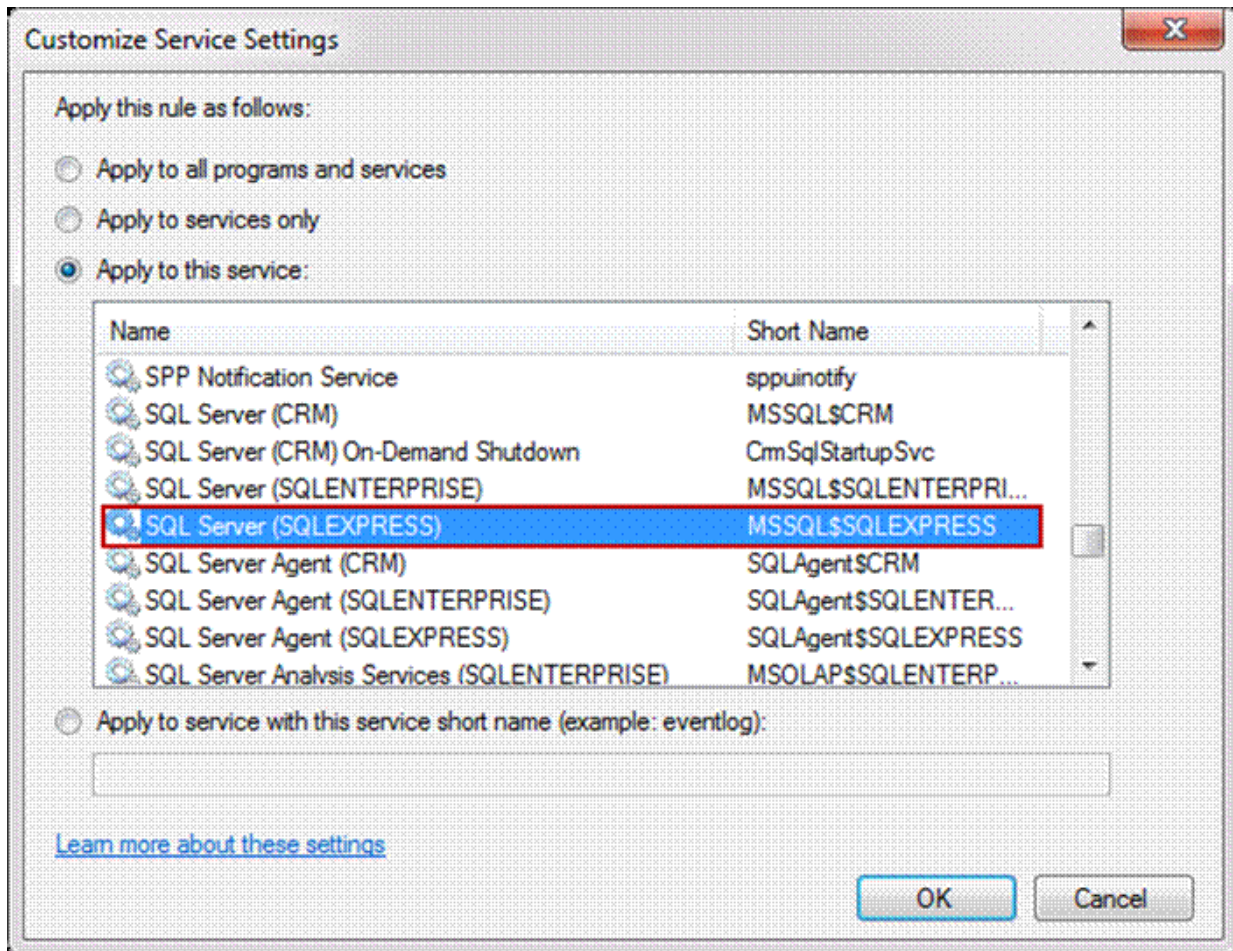 Customize Service Settings
Apply this rule as follows:
Apply to all programs and services
Apply to services only
Apply to this service:
Name Short Name
SPP Notification Service sppuinotify
SQL Server (CRM) MSSQL$CRM
SQL Server (CRM) On-Demand Shutdown CrmSqlStartupSvc
SQL Server (SQLENTERPRISE) MSSQL$SQLENTERPRI...
SQL Server (SQLEXPRESS) MSSQL$SQLEXPRESS
SQL Server Agent (CRM) SQLAgent$CRM
SQL Server Agent (SQLENTERPRISE) SQLAgent$SQLENTER...
SQL Server Agent (SQLEXPRESS) SQLAgent$SQLEXPRESS
SQL Server Analysis Services (SQLENTERPRISE) MSOLAP$SQLENTERP...
Apply to service with this service short name (example: eventlog):
Learn more about these settings
OK Cancel